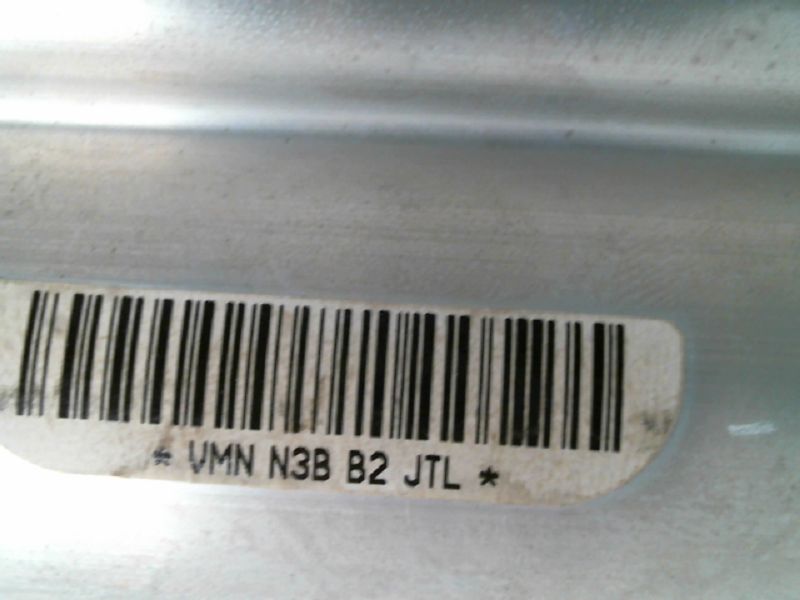 * VMN N3B B2 JTL *